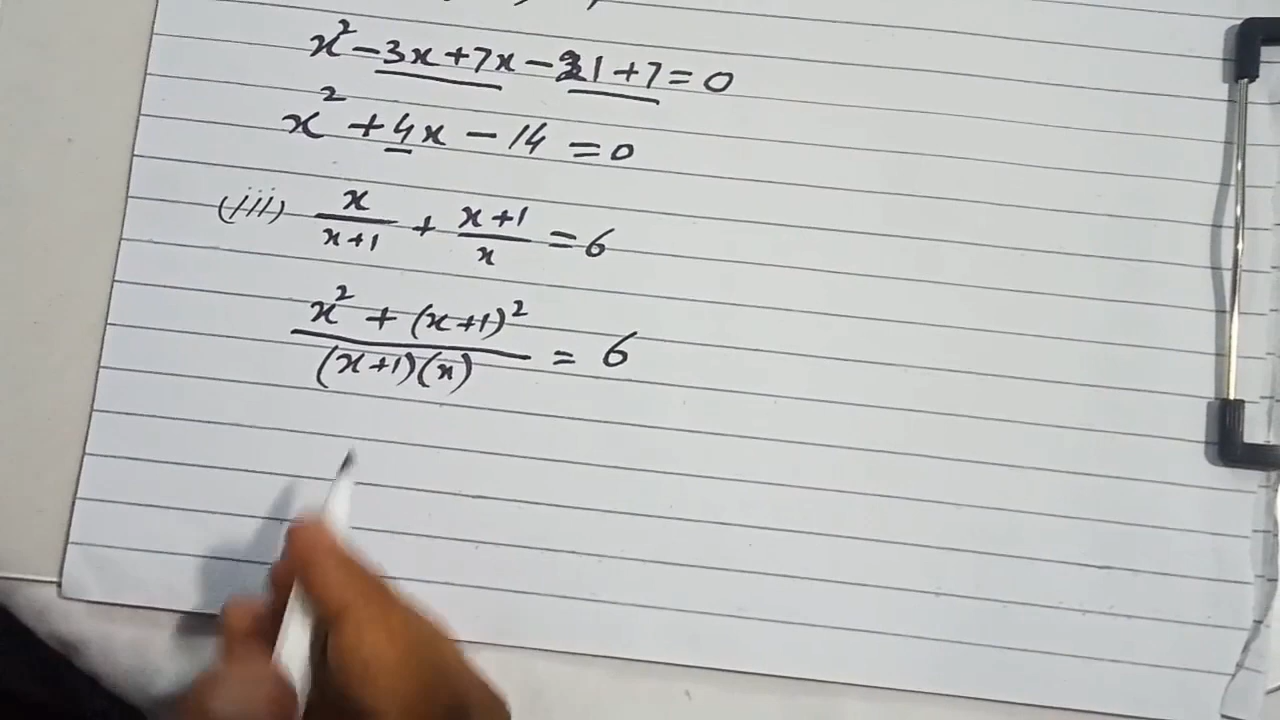 x² - 3x + 7x - 21 + 7 = 0
x² + 4x - 14 = 0
(iii) x/(x+1) + (x+1)/x = 6
(x² + (x+1)²)/((x+1)(x)) = 6